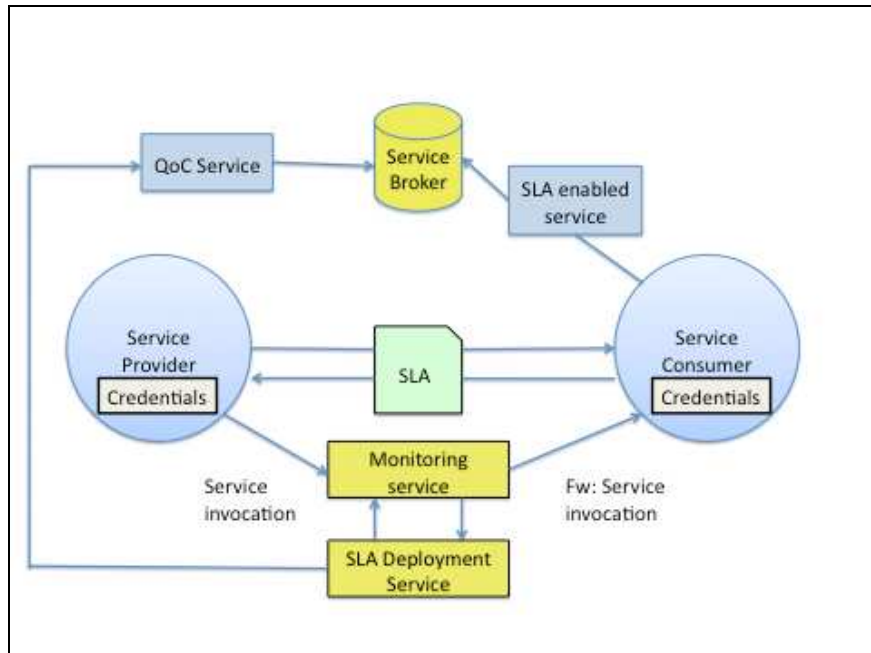 QoC Service
Service
Broker
SLA enabled
service
Service
Provider
Credentials
SLA
Service
Consumer
Credentials
Monitoring
service
Service
invocation
Fw: Service
invocation
SLA Deployment
Service